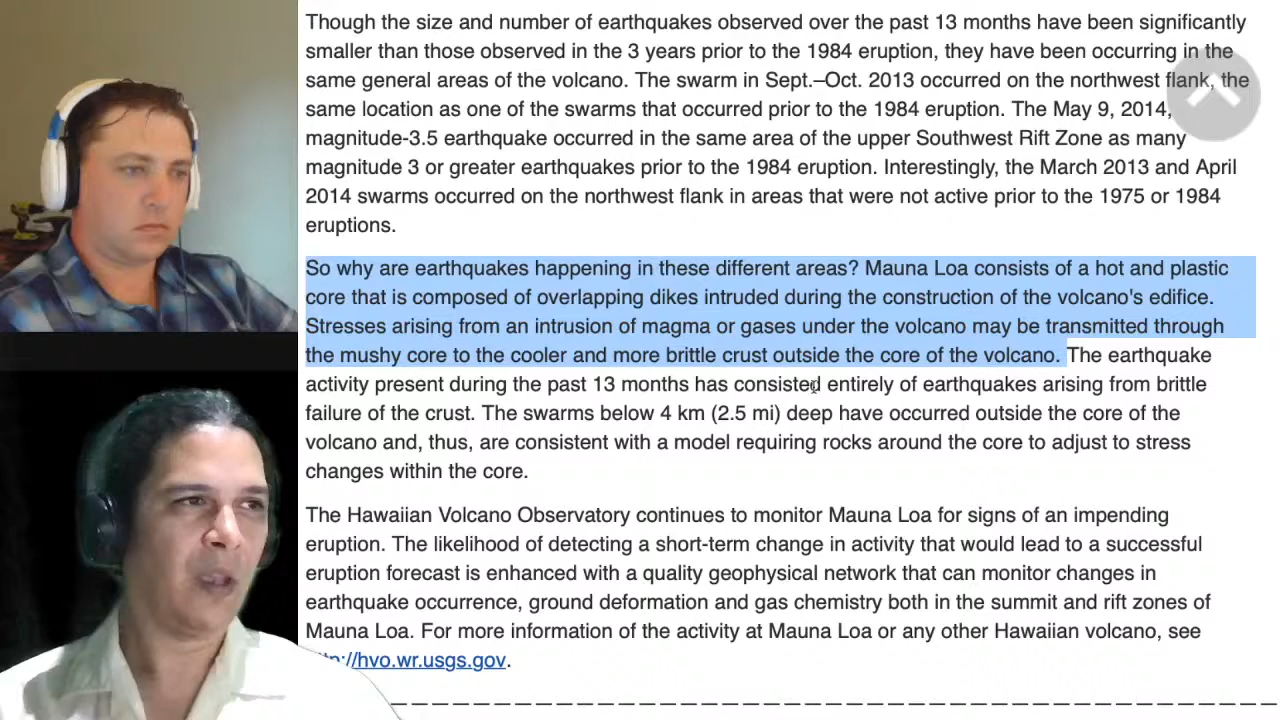 Though the size and number of earthquakes observed over the past 13 months have been significantly
smaller than those observed in the 3 years prior to the 1984 eruption, they have been occurring in the
same general areas of the volcano. The swarm in Sept.–Oct. 2013 occurred on the northwest flank, the
same location as one of the swarms that occurred prior to the 1984 eruption. The May 9, 2014,
magnitude-3.5 earthquake occurred in the same area of the upper Southwest Rift Zone as many
magnitude 3 or greater earthquakes prior to the 1984 eruption. Interestingly, the March 2013 and April
2014 swarms occurred on the northwest flank in areas that were not active prior to the 1975 or 1984
eruptions.
So why are earthquakes happening in these different areas? Mauna Loa consists of a hot and plastic
core that is composed of overlapping dikes intruded during the construction of the volcano's edifice.
Stresses arising from an intrusion of magma or gases under the volcano may be transmitted through
the mushy core to the cooler and more brittle crust outside the core of the volcano. The earthquake
activity present during the past 13 months has consisted entirely of earthquakes arising from brittle
failure of the crust. The swarms below 4 km (2.5 mi) deep have occurred outside the core of the
volcano and, thus, are consistent with a model requiring rocks around the core to adjust to stress
changes within the core.
The Hawaiian Volcano Observatory continues to monitor Mauna Loa for signs of an impending
eruption. The likelihood of detecting a short-term change in activity that would lead to a successful
eruption forecast is enhanced with a quality geophysical network that can monitor changes in
earthquake occurrence, ground deformation and gas chemistry both in the summit and rift zones of
Mauna Loa. For more information of the activity at Mauna Loa or any other Hawaiian volcano, see
http://hvo.wr.usgs.gov.